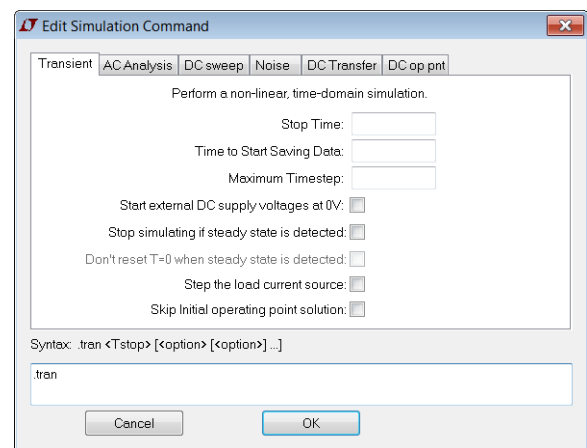 Edit Simulation Command
Transient AC Analysis DC sweep Noise DC Transfer DC op pnt
Perform a non-linear, time-domain simulation.
Stop Time:
Time to Start Saving Data:
Maximum Timestep:
Start external DC supply voltages at 0V:
Stop simulating if steady state is detected:
Don't reset T=0 when steady state is detected:
Step the load current source:
Skip Initial operating point solution:
Syntax: .tran <Tstop> [<option> [<option>] ...]
.tran
Cancel OK